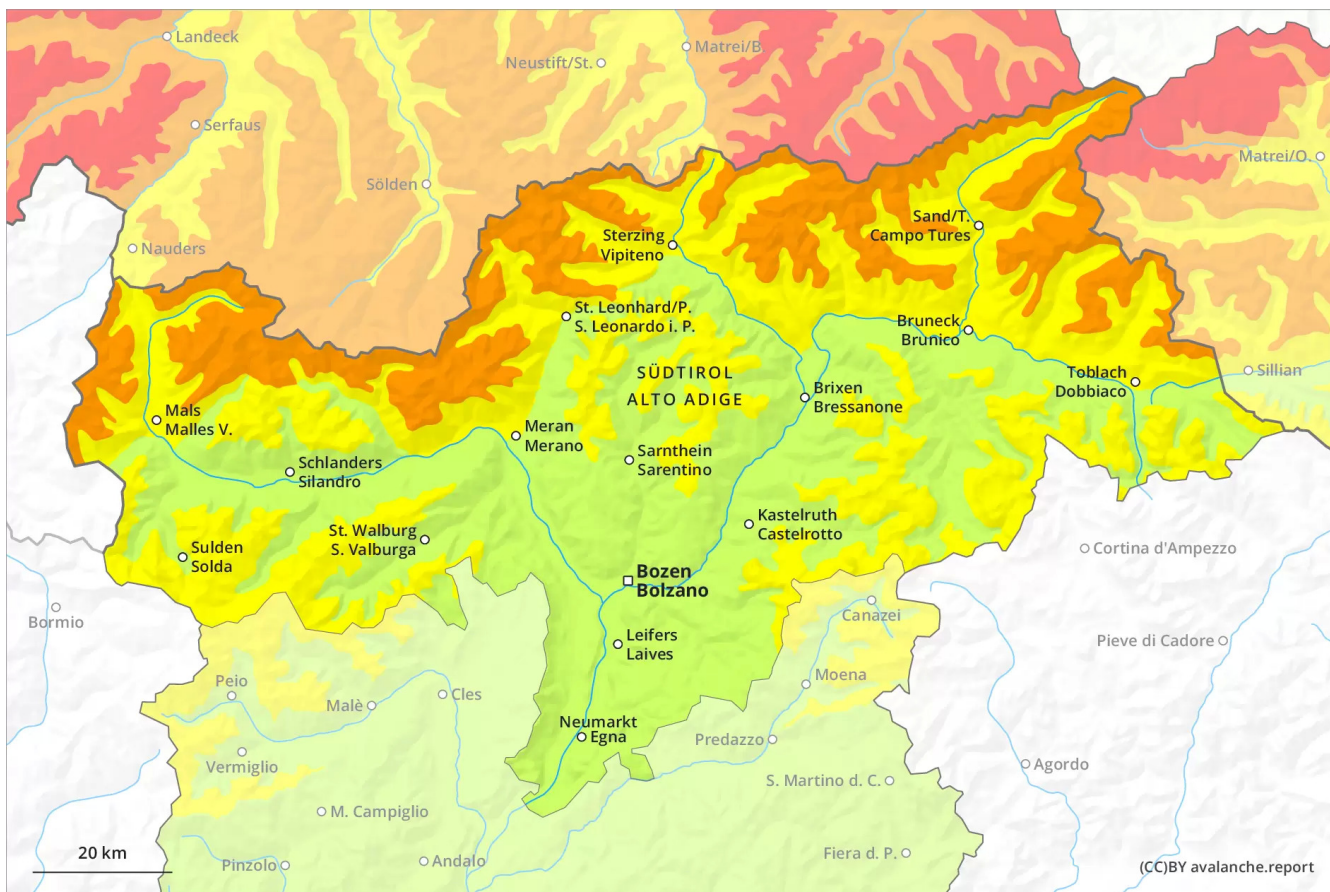 Landeck
Matrei/B
Neustift/St.
Serfaus
Matrei/O.
Sölden
Sand/T.
Campo Tures
Nauders
Sterzing
Vipiteno
St. Leonhard/P.
S. Leonardo i. P.
Bruneck
Brunico
SÜDTIROL
ALTO ADIGE
Toblach
Dobbiaco
Sillian
Brixen
Bressanone
Mals
Malles V.
Meran
Merano
Sarnthein
Sarentino
Schlanders
Silandro
Kastelruth
Castelrotto
St. Walburg
S. Valburga
Sulden
Solda
Cortina d'Ampezzo
Bozen
Bolzano
Bormio
Canazei
Leifers
Laives
Pieve di Cadore
Peio
Moena
Cles
Malè
Neumarkt
Egna
Predazzo
Vermiglio
Agordo
S. Martino d. C.
M. Campiglio
20 km
Pinzolo
Andalo
Fiera d. P.
(CC)BY avalanche.report